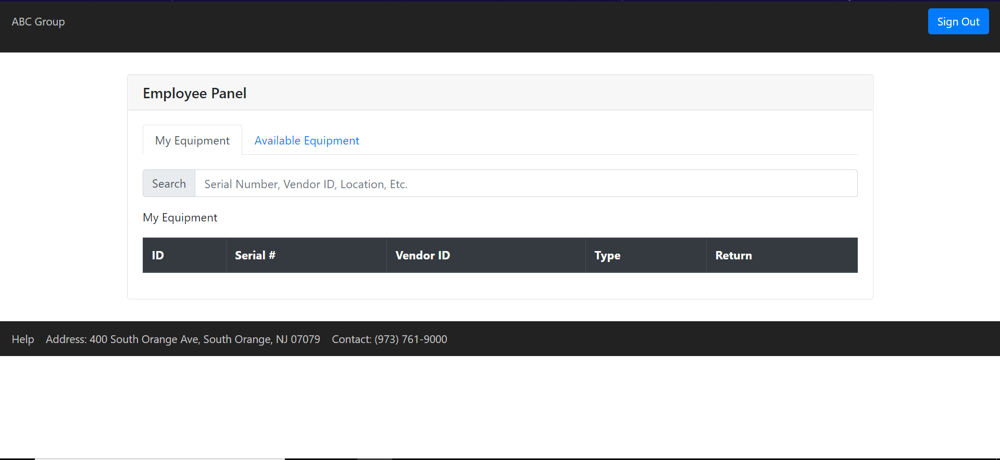 ABC Group Sign Out
Employee Panel
My Equipment Available Equipment
Search Serial Number, Vendor ID, Location, Etc.
My Equipment
ID Serial # Vendor ID Type Return
Help Address: 400 South Orange Ave, South Orange, NJ 07079 Contact: (973) 761-9000